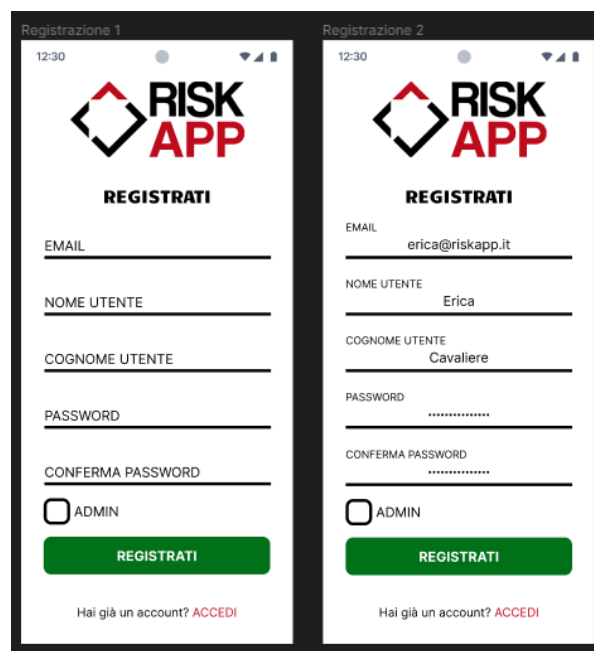 Registrazione 1
12:30
RISK
APP
REGISTRATI
EMAIL
NOME UTENTE
COGNOME UTENTE
PASSWORD
CONFERMA PASSWORD
ADMIN
REGISTRATI
Hai già un account? ACCEDI
Registrazione 2
12:30
RISK
APP
REGISTRATI
EMAIL
erica@riskapp.it
NOME UTENTE
Erica
COGNOME UTENTE
Cavaliere
PASSWORD
•••••••••••••••
CONFERMA PASSWORD
•••••••••••••••
ADMIN
REGISTRATI
Hai già un account? ACCEDI